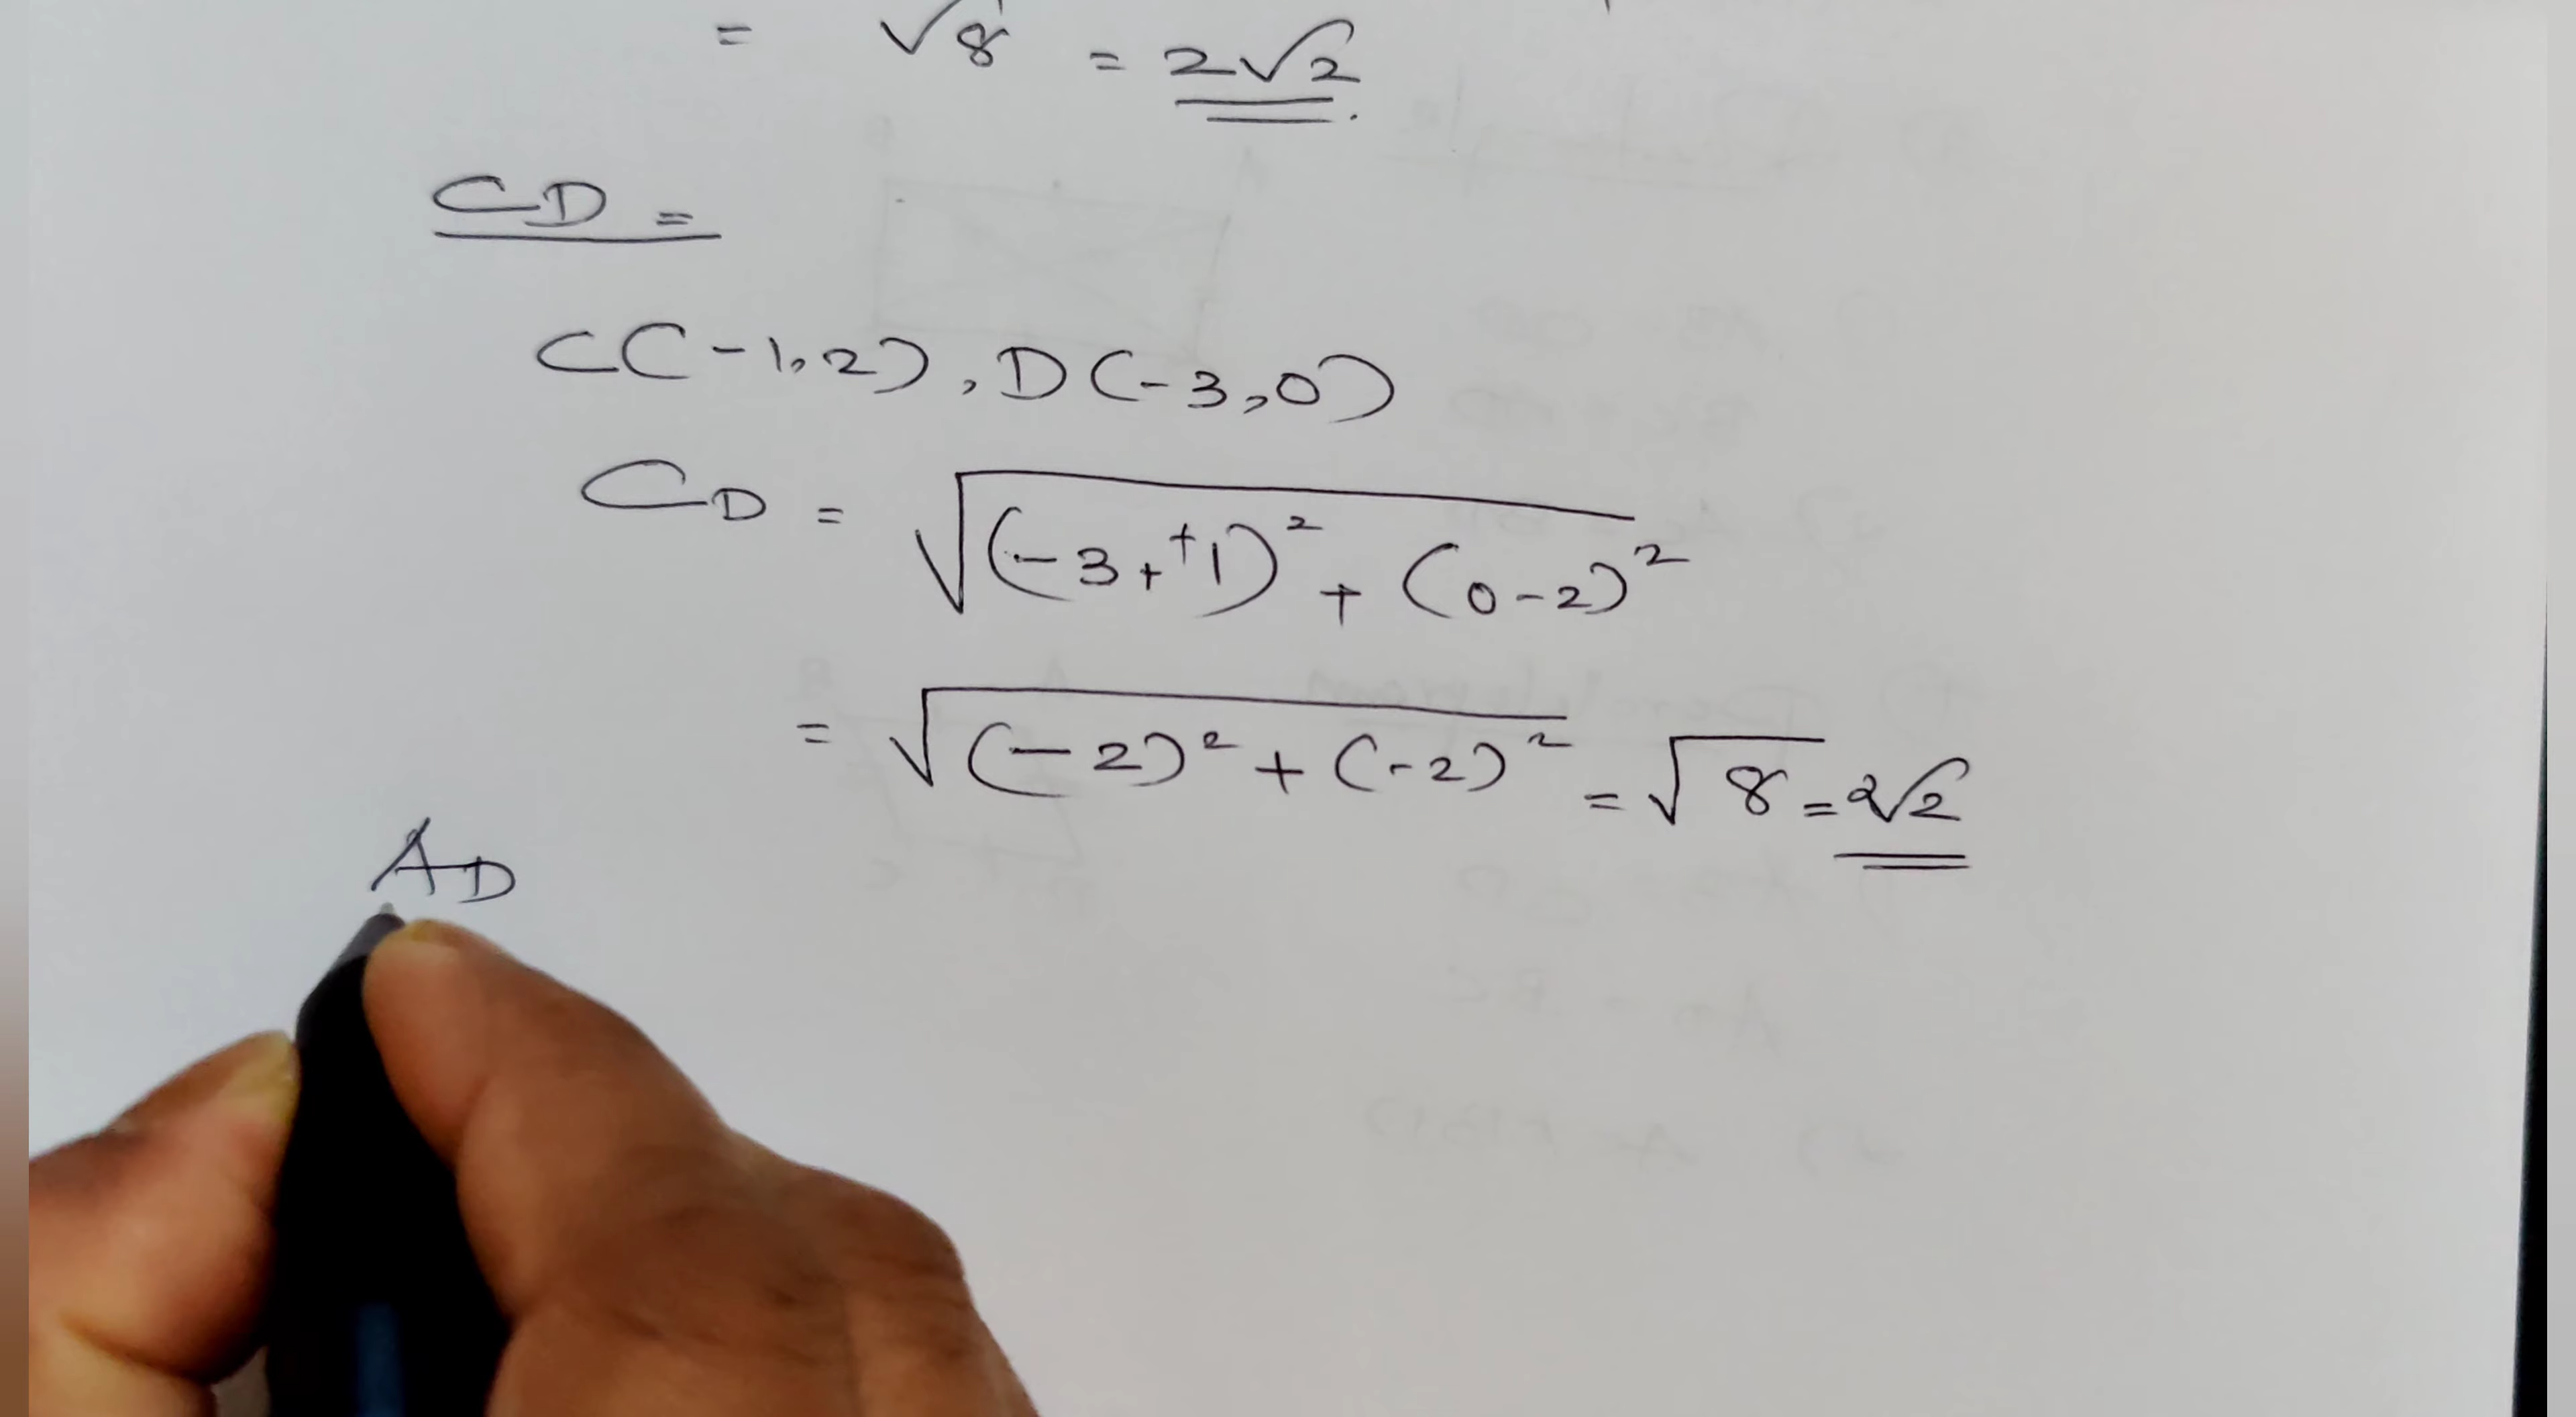 = √8 = 2√2.
CD =
C(-1,2), D(-3,0)
CD = √(-3++1)² + (0-2)²
= √(-2)² + (-2)² = √8 = 2√2
AD